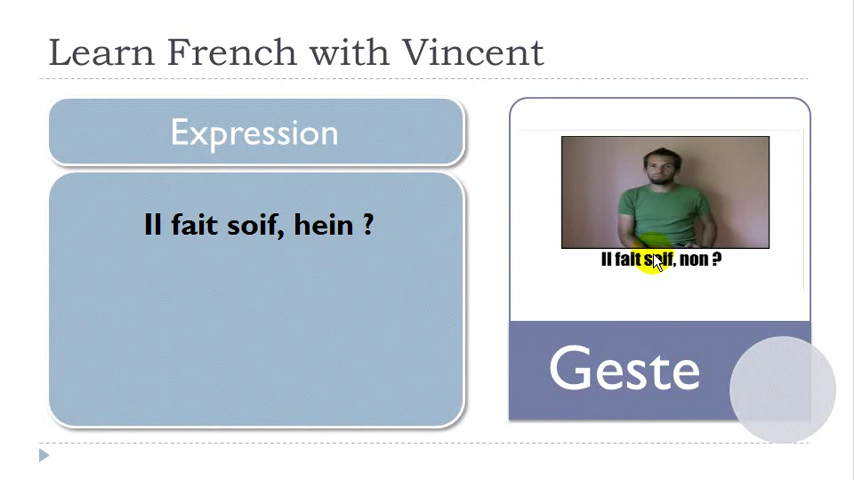 Learn French with Vincent
Expression
Il fait soif, hein ?
Il fait soif, non ?
Geste